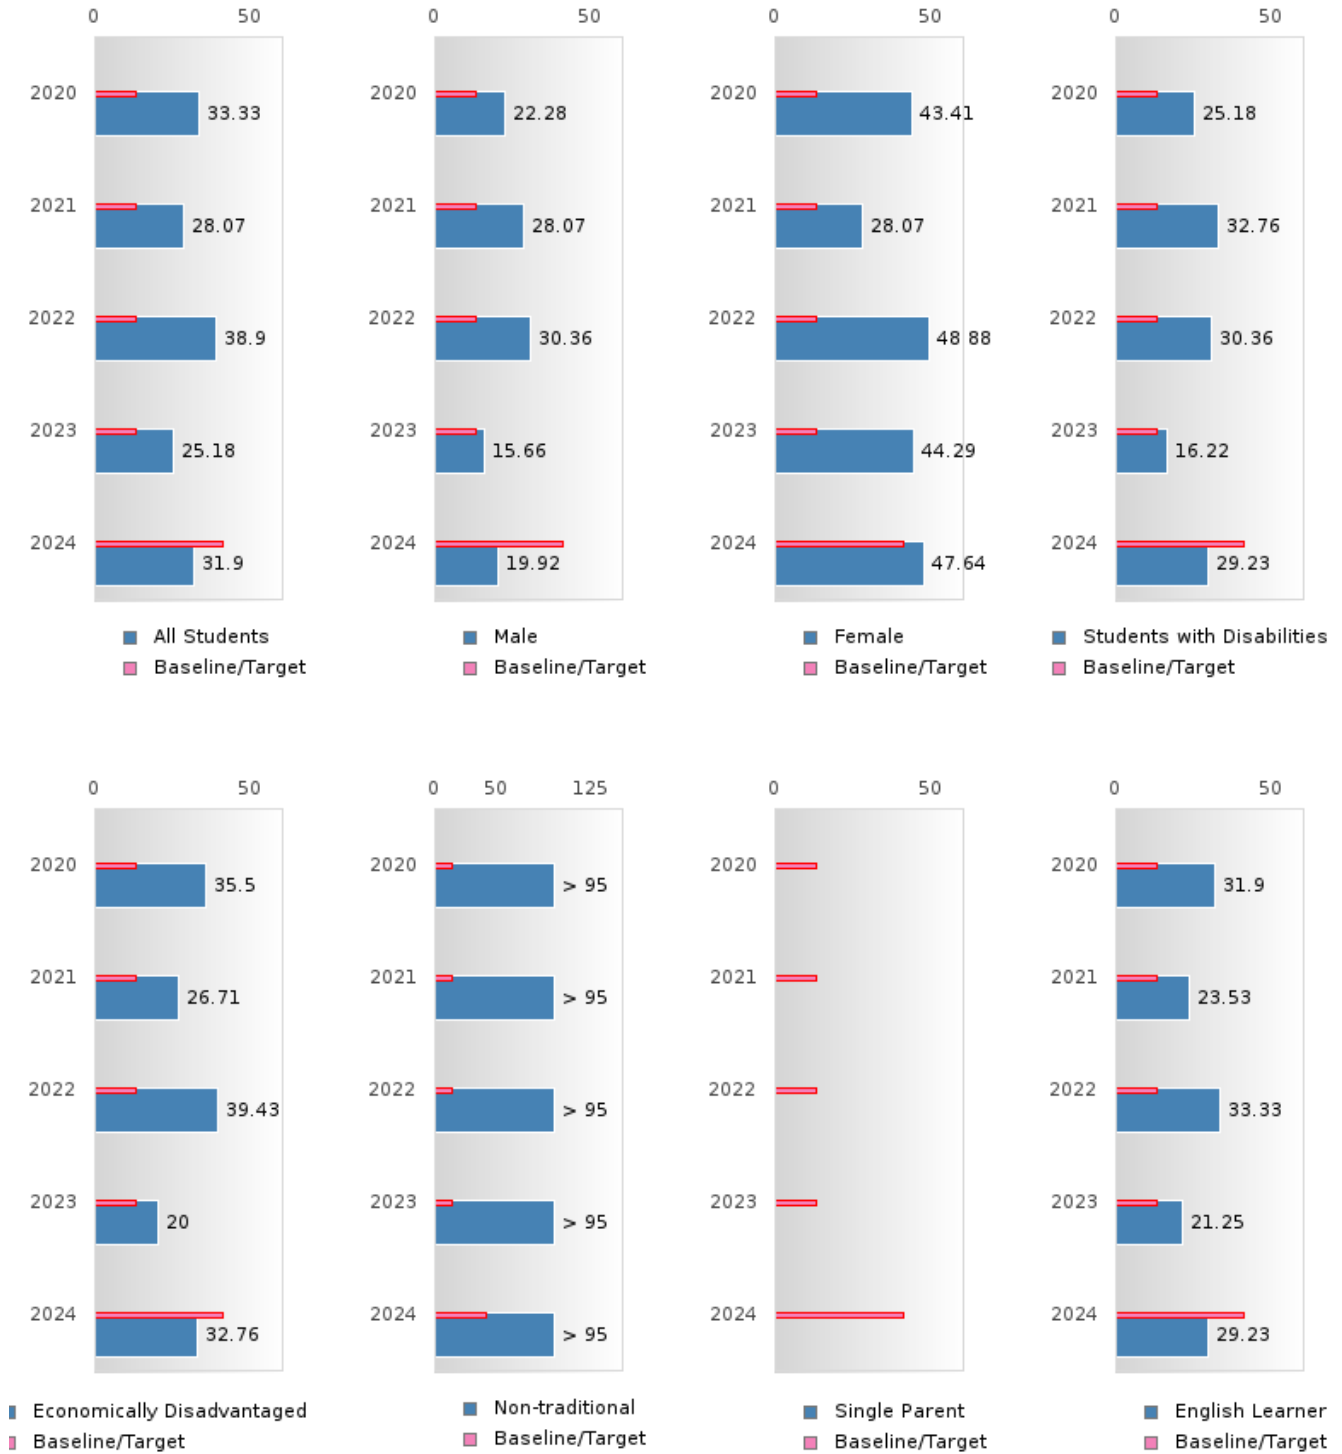 0 50 0 50 0 50 0 50
2020 33.33 2020 22.28 2020 43.41 2020 25.18
2021 28.07 2021 28.07 2021 28.07 2021 32.76
2022 38.9 2022 30.36 2022 48 88 2022 30.36
2023 25.18 2023 15.66 2023 44.29 2023 16.22
2024 31.9 2024 19.92 2024 47.64 2024 29.23
All Students Male Female Students with Disabilities
Baseline/Target Baseline/Target Baseline/Target Baseline/Target
0 50 0 50 125 0 50 0 50
2020 35.5 2020 > 95 2020 2020 31.9
2021 26.71 2021 > 95 2021 2021 23.53
2022 39.43 2022 > 95 2022 2022 33.33
2023 20 2023 > 95 2023 2023 21.25
2024 32.76 2024 > 95 2024 2024 29.23
Economically Disadvantaged Non-traditional Single Parent English Learner
Baseline/Target Baseline/Target Baseline/Target Baseline/Target